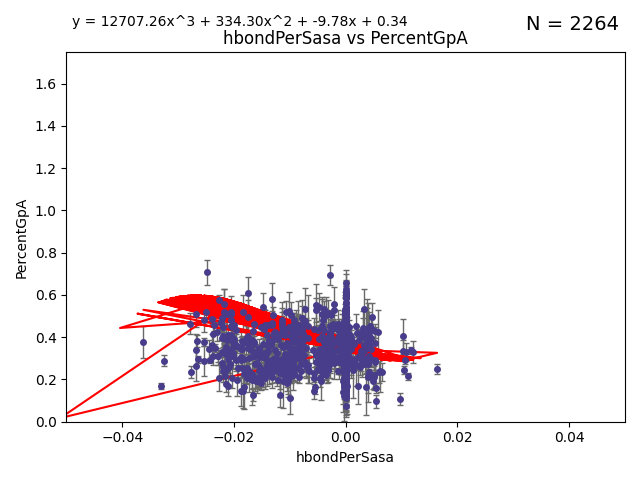 y = 12707.26x^3 + 334.30x^2 + -9.78x + 0.34
N = 2264
hbondPerSasa vs PercentGpA
1.6
1.4
1.2
1.0
0.8
0.6
0.4
0.2
0.0
PercentGpA
−0.04
−0.02
0.00
0.02
0.04
hbondPerSasa